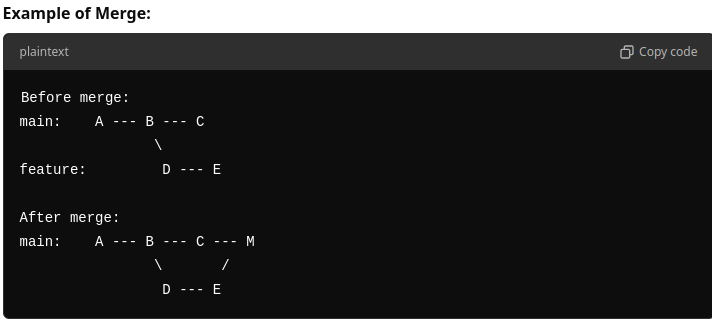 Example of Merge:
plaintext Copy code
Before merge:
main:    A --- B --- C
                \
feature:         D --- E
After merge:
main:    A --- B --- C --- M
                \       /
                 D --- E